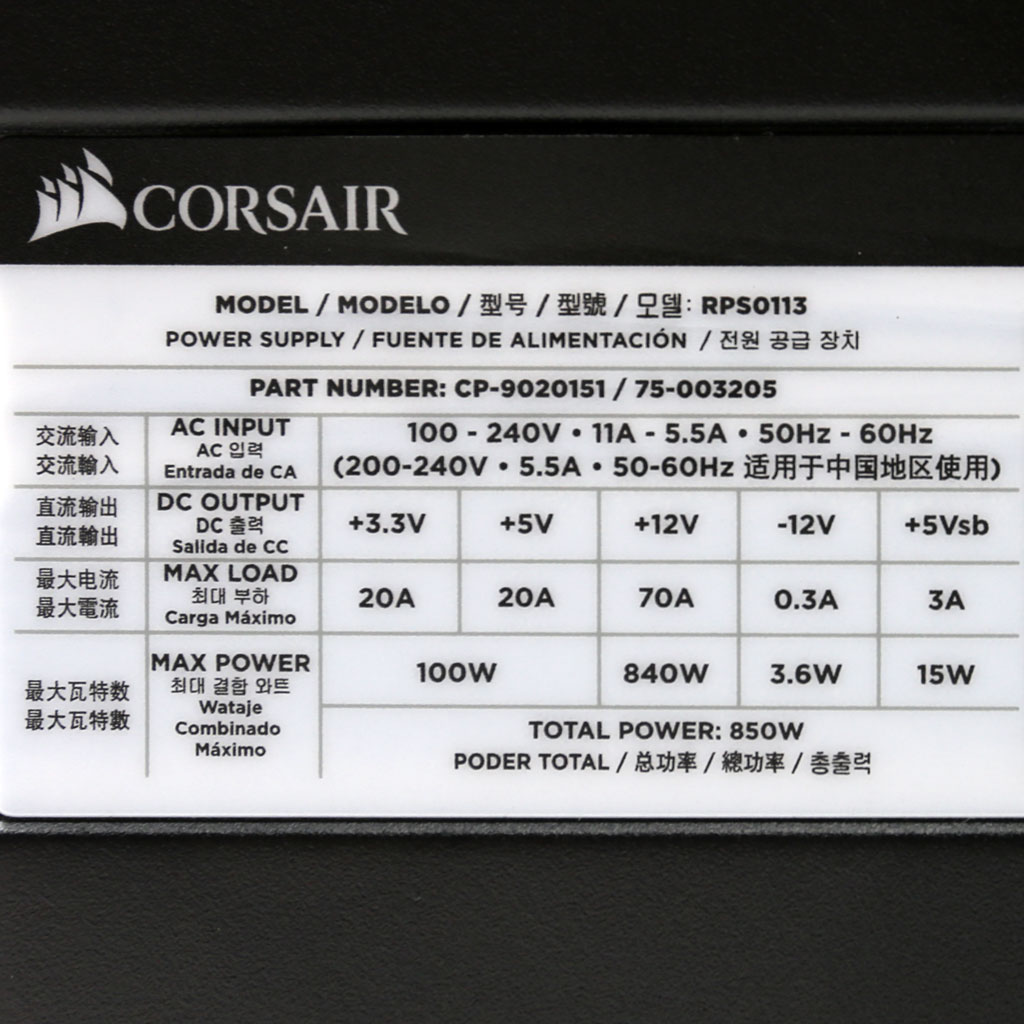 CORSAIR
MODEL / MODELO / 型号 / 型號 / 모델: RPS0113
POWER SUPPLY / FUENTE DE ALIMENTACIÓN / 전원 공급 장치
PART NUMBER: CP-9020151 / 75-003205
交流输入
交流輸入
AC INPUT
AC 입력
Entrada de CA
100 - 240V • 11A - 5.5A • 50Hz - 60Hz
(200-240V • 5.5A • 50-60Hz 适用于中国地区使用)
直流输出
直流輸出
DC OUTPUT
DC 출력
Salida de CC
+3.3V
+5V
+12V
-12V
+5Vsb
最大电流
最大電流
MAX LOAD
최대 부하
Carga Máximo
20A
20A
70A
0.3A
3A
最大瓦特数
最大瓦特數
MAX POWER
최대 결합 와트
Wataje
Combinado
Máximo
100W
840W
3.6W
15W
TOTAL POWER: 850W
PODER TOTAL / 总功率 / 總功率 / 총출력